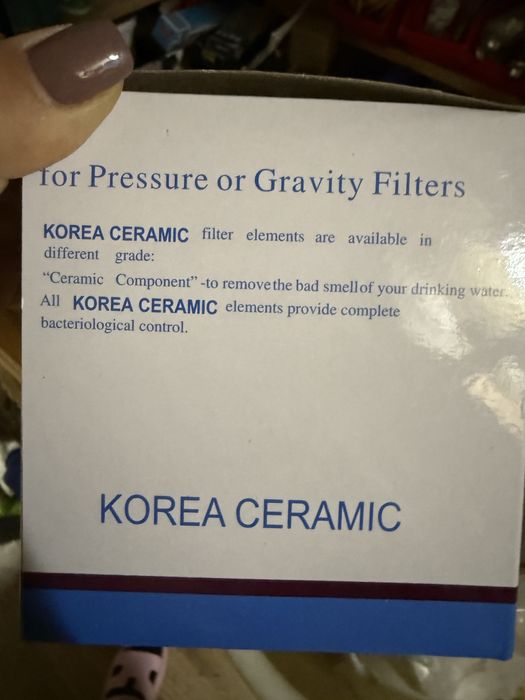 for Pressure or Gravity Filters
KOREA CERAMIC filter elements are available in
different grade:
“Ceramic Component” -to remove the bad smell of your drinking water.
All KOREA CERAMIC elements provide complete
bacteriological control.
KOREA CERAMIC